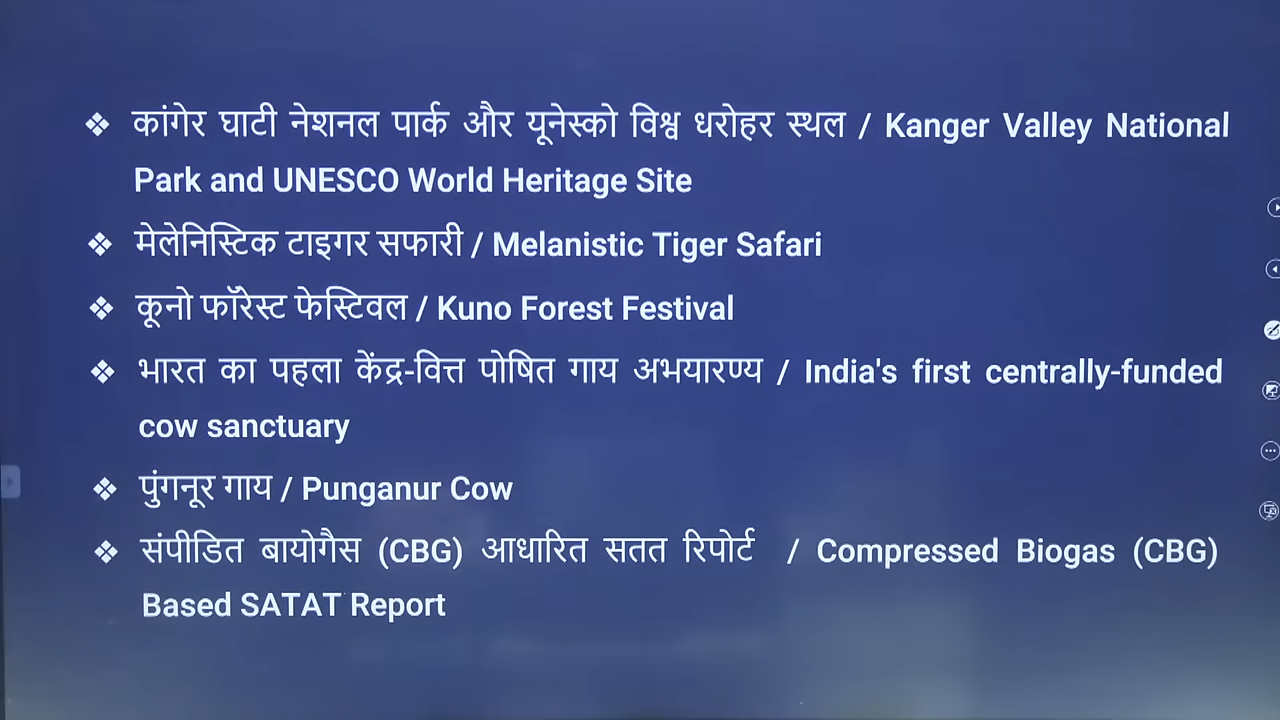 ❖ कांगेर घाटी नेशनल पार्क और यूनेस्को विश्व धरोहर स्थल / Kanger Valley National
Park and UNESCO World Heritage Site
❖ मेलेनिस्टिक टाइगर सफारी / Melanistic Tiger Safari
❖ कूनो फॉरेस्ट फेस्टिवल / Kuno Forest Festival
❖ भारत का पहला केंद्र-वित्त पोषित गाय अभयारण्य / India's first centrally-funded
cow sanctuary
❖ पुंगनूर गाय / Punganur Cow
❖ संपीडित बायोगैस (CBG) आधारित सतत रिपोर्ट / Compressed Biogas (CBG)
Based SATAT Report